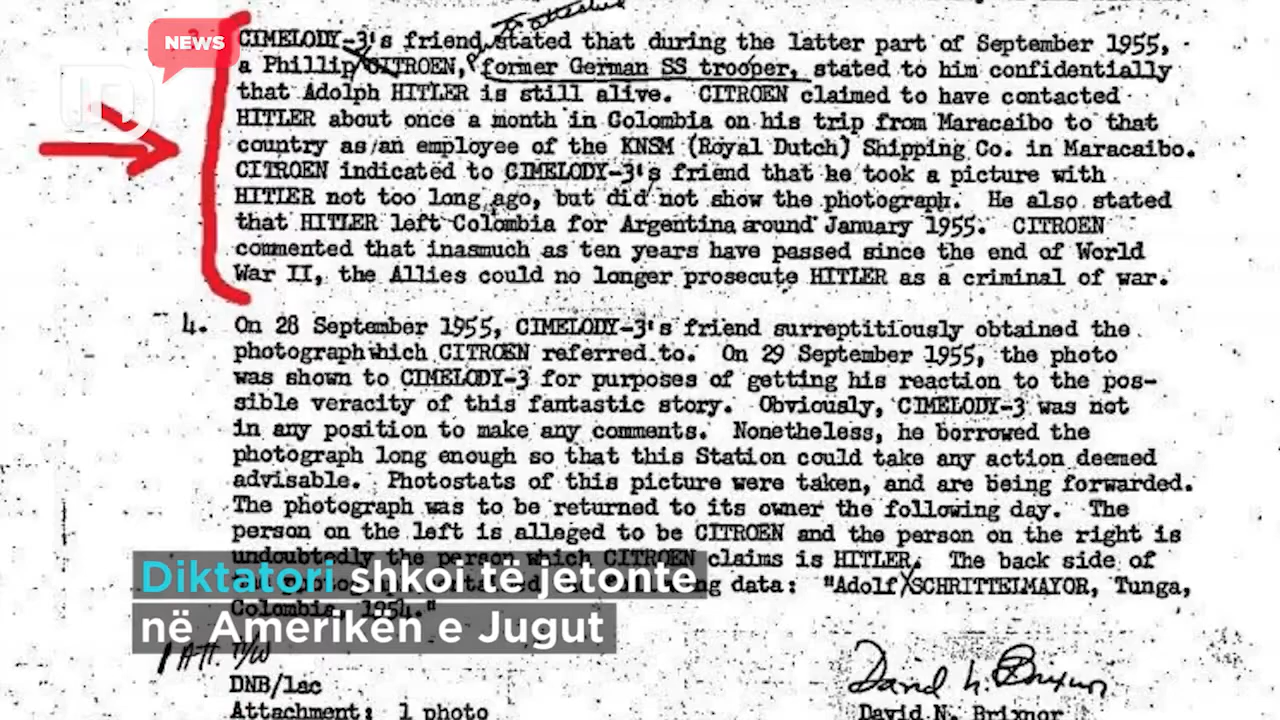 NEWS
CIMELODY-3's friend, stated that during the latter part of September 1955,
a Phillip CITROEN, former German SS trooper, stated to him confidentially
that Adolph HITLER is still alive. CITROEN claimed to have contacted
HITLER about once a month in Colombia on his trip from Maracaibo to that
country as an employee of the KNSM (Royal Dutch) Shipping Co. in Maracaibo.
CITROEN indicated to CIMELODY-3's friend that he took a picture with
HITLER not too long ago, but did not show the photograph. He also stated
that HITLER left Colombia for Argentina around January 1955. CITROEN
commented that inasmuch as ten years have passed since the end of World
War II, the Allies could no longer prosecute HITLER as a criminal of war.
4. On 28 September 1955, CIMELODY-3's friend surreptitiously obtained the
photograph which CITROEN referred to. On 29 September 1955, the photo
was shown to CIMELODY-3 for purposes of getting his reaction to the pos-
sible veracity of this fantastic story. Obviously, CIMELODY-3 was not
in any position to make any comments. Nonetheless, he borrowed the
photograph long enough so that this Station could take any action deemed
advisable. Photostats of this picture were taken, and are being forwarded.
The photograph was to be returned to its owner the following day. The
person on the left is alleged to be CITROEN and the person on the right is
undoubtedly the person which CITROEN claims is HITLER. The back side of
data: "Adolf SCHRITTELMAYOR, Tunga,
Colombia, 1954."
Diktatori shkoi të jetonte
në Amerikën e Jugut
Att. T/W
David N. Brixnor
DNB/lac
Attachment: 1 photo
David N. Brixnor